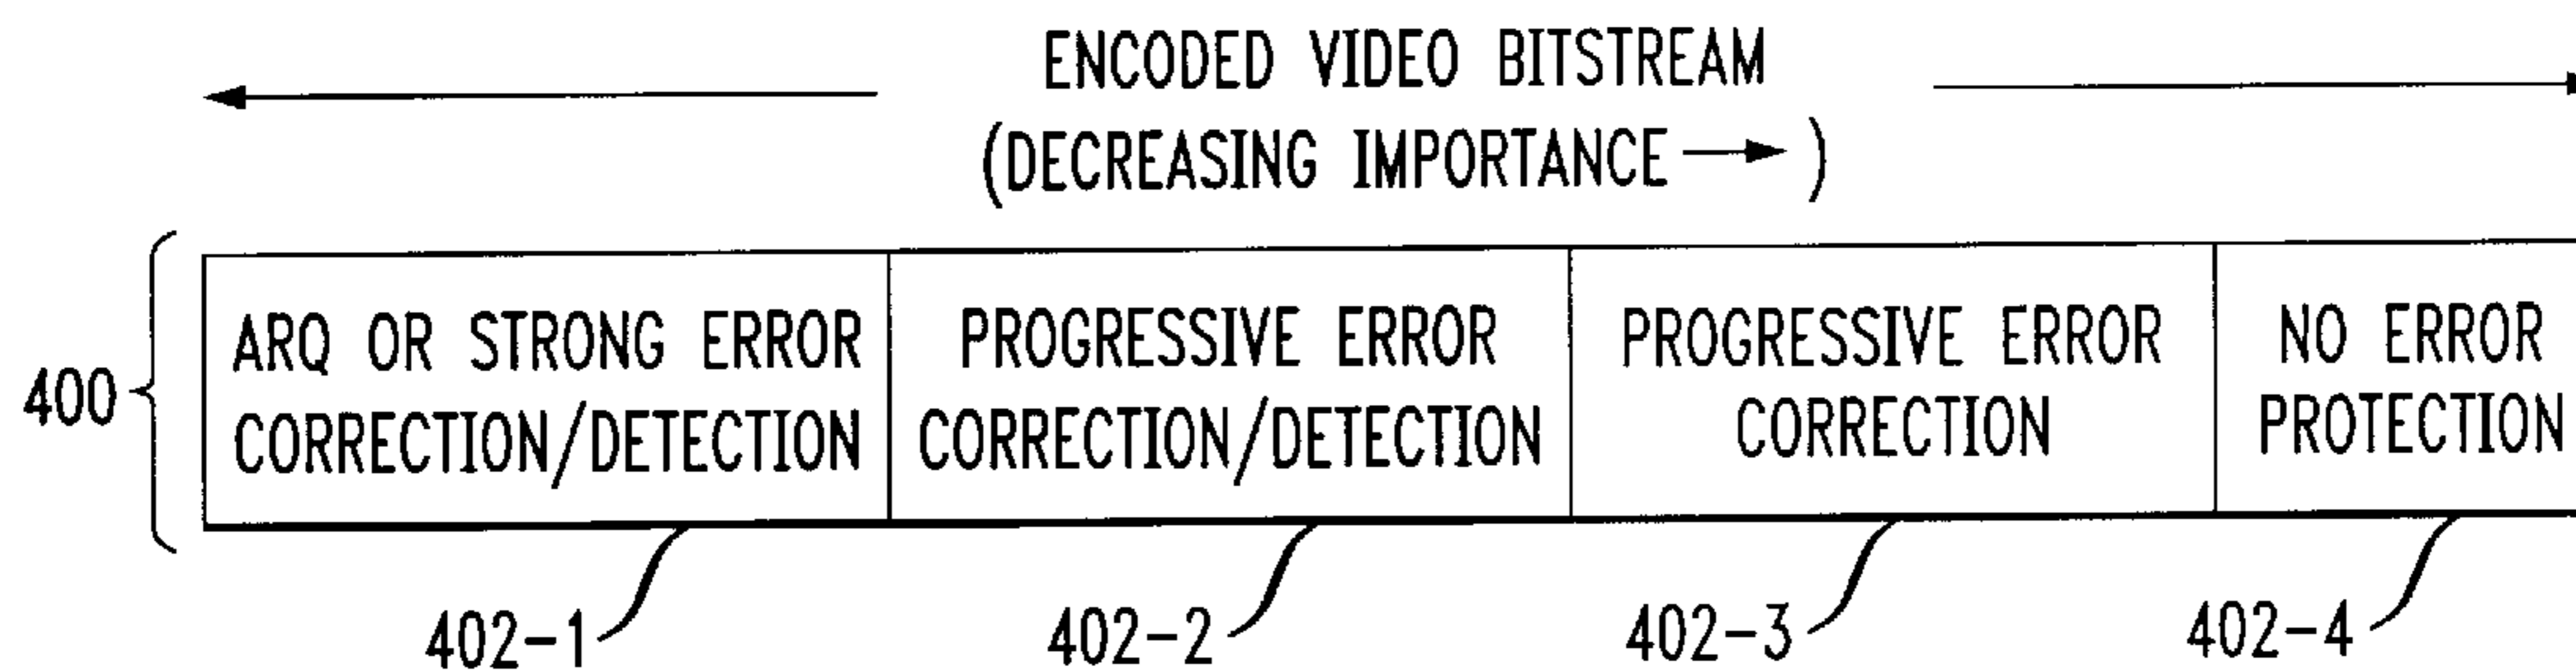 ENCODED VIDEO BITSTREAM
(DECREASING IMPORTANCE → )
400
ARQ OR STRONG ERROR
CORRECTION/DETECTION
PROGRESSIVE ERROR
CORRECTION/DETECTION
PROGRESSIVE ERROR
CORRECTION
NO ERROR
PROTECTION
402-1
402-2
402-3
402-4